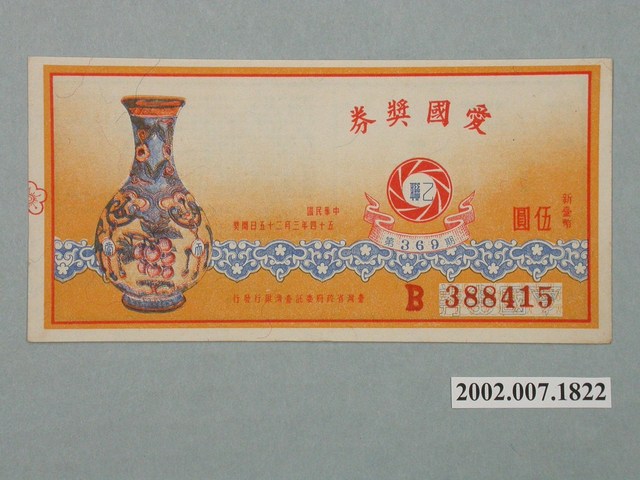 愛國獎券
乙聯
第369期
新臺幣
伍圓
中華民國
五十四年三月二十五日開獎
臺灣省政府委託臺灣銀行發行
B 388415
2002.007.1822